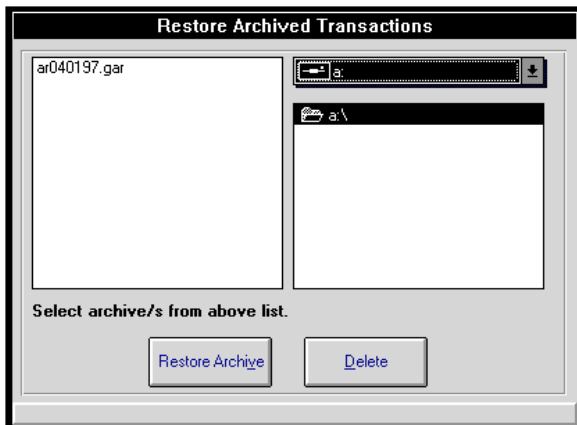 Restore Archived Transactions
ar040197.gar
a:
a:\
Select archive/s from above list.
Restore Archive
Delete